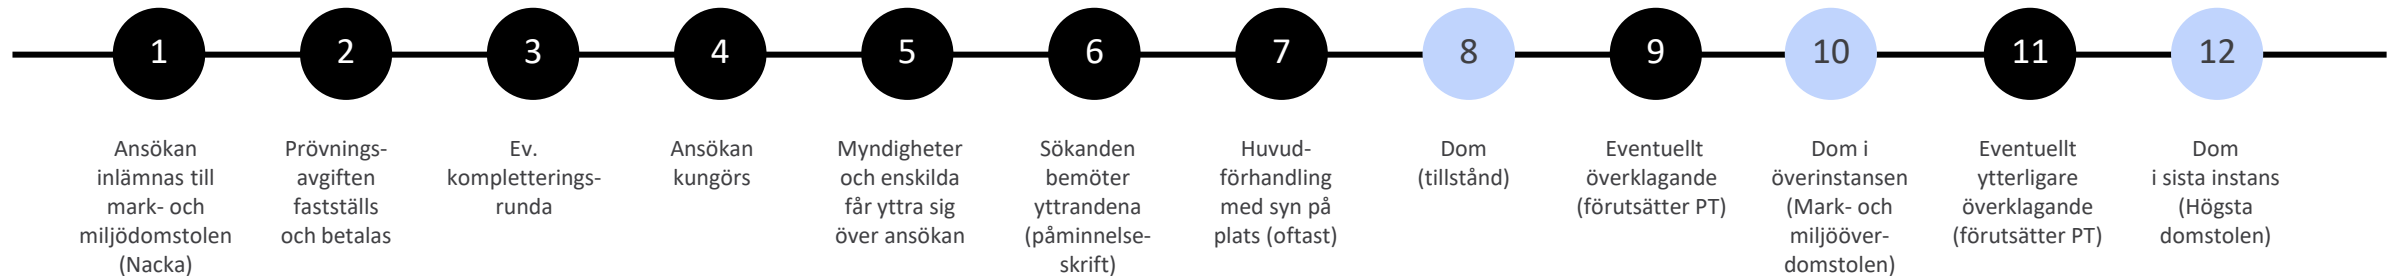 1
2
3
4
5
6
7
8
9
10
11
12
Ansökan
inlämnas till
mark- och
miljödomstolen
(Nacka)
Prövnings-
avgiften
fastställs
och betalas
Ev.
kompletterings-
runda
Ansökan
kungörs
Myndigheter
och enskilda
får yttra sig
över ansökan
Sökanden
bemöter
yttrandena
(påminnelse-
skrift)
Huvud-
förhandling
med syn på
plats (oftast)
Dom
(tillstånd)
Eventuellt
överklagande
(förutsätter PT)
Dom i
överinstansen
(Mark- och
miljööver-
domstolen)
Eventuellt
ytterligare
överklagande
(förutsätter PT)
Dom
i sista instans
(Högsta
domstolen)